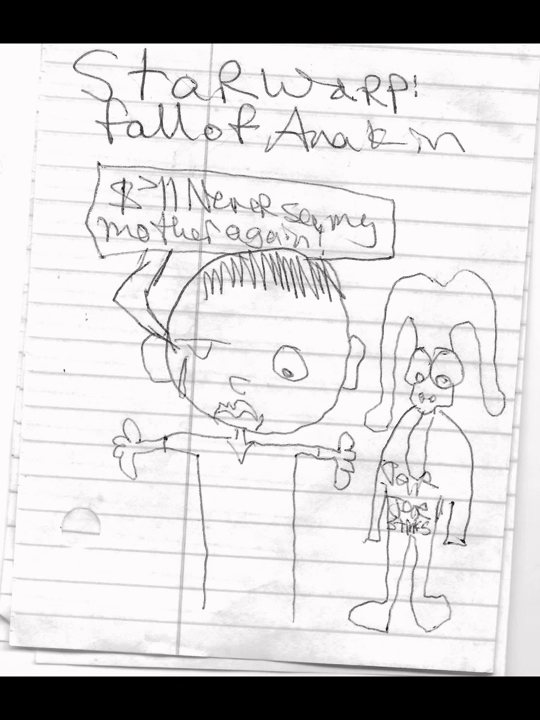 StaRWaRP:
fall of Anakin
I'll Never see my
mother again!
Jar
Jar
stinks